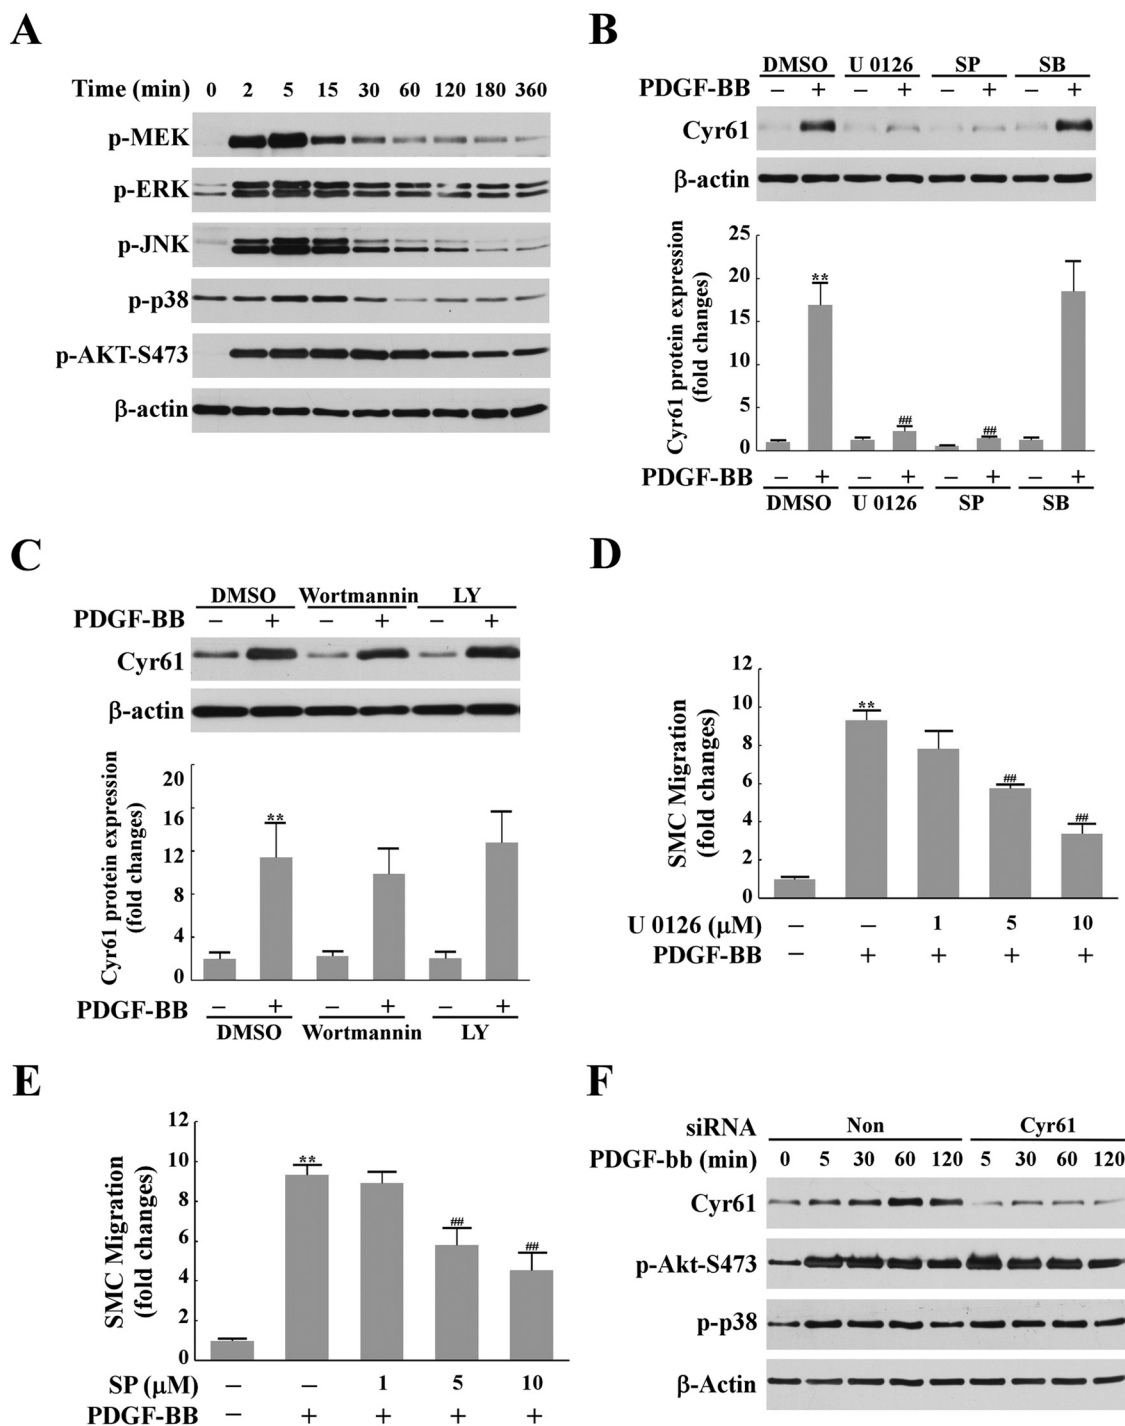 A
Time (min) 0 2 5 15 30 60 120 180 360
p-MEK
p-ERK
p-JNK
p-p38
p-AKT-S473
β-actin
B
DMSO U 0126 SP SB
PDGF-BB – + – + – + – +
Cyr61
β-actin
Cyr61 protein expression
(fold changes)
25
20
15
10
5
0
**
##
##
PDGF-BB – + – + – + – +
DMSO U 0126 SP SB
C
DMSO Wortmannin LY
PDGF-BB – + – + – +
Cyr61
β-actin
Cyr61 protein expression
(fold changes)
20
16
12
8
4
0
**
PDGF-BB – + – + – +
DMSO Wortmannin LY
D
SMC Migration
(fold changes)
12
10
8
6
4
2
0
**
##
##
U 0126 (μM) – – 1 5 10
PDGF-BB – + + + +
E
SMC Migration
(fold changes)
12
10
8
6
4
2
0
**
##
##
SP (μM) – – 1 5 10
PDGF-BB – + + + +
F
siRNA Non Cyr61
PDGF-bb (min) 0 5 30 60 120 5 30 60 120
Cyr61
p-Akt-S473
p-p38
β-Actin